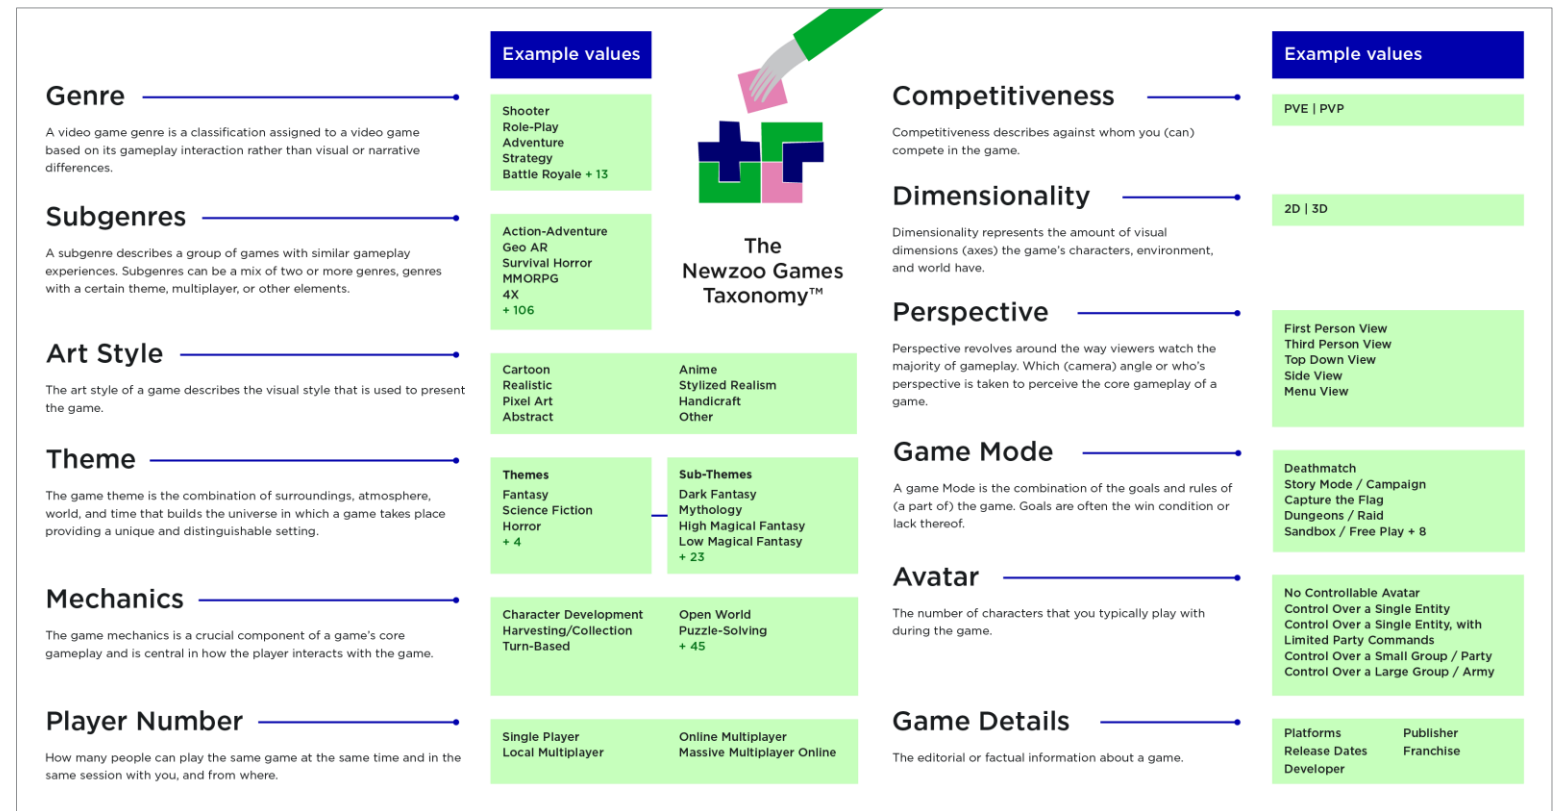 Example values
Genre
A video game genre is a classification assigned to a video game
based on its gameplay interaction rather than visual or narrative
differences.
Shooter
Role-Play
Adventure
Strategy
Battle Royale + 13
Subgenres
A subgenre describes a group of games with similar gameplay
experiences. Subgenres can be a mix of two or more genres, genres
with a certain theme, multiplayer, or other elements.
Action-Adventure
Geo AR
Survival Horror
MMORPG
4X
+ 106
The
Newzoo Games
Taxonomy™
Art Style
The art style of a game describes the visual style that is used to present
the game.
Cartoon
Realistic
Pixel Art
Abstract
Anime
Stylized Realism
Handicraft
Other
Theme
The game theme is the combination of surroundings, atmosphere,
world, and time that builds the universe in which a game takes place
providing a unique and distinguishable setting.
Themes
Fantasy
Science Fiction
Horror
+ 4
Sub-Themes
Dark Fantasy
Mythology
High Magical Fantasy
Low Magical Fantasy
+ 23
Mechanics
The game mechanics is a crucial component of a game's core
gameplay and is central in how the player interacts with the game.
Character Development
Harvesting/Collection
Turn-Based
Open World
Puzzle-Solving
+ 45
Player Number
How many people can play the same game at the same time and in the
same session with you, and from where.
Single Player
Local Multiplayer
Online Multiplayer
Massive Multiplayer Online
Example values
Competitiveness
Competitiveness describes against whom you (can)
compete in the game.
PVE | PVP
Dimensionality
Dimensionality represents the amount of visual
dimensions (axes) the game's characters, environment,
and world have.
2D | 3D
Perspective
Perspective revolves around the way viewers watch the
majority of gameplay. Which (camera) angle or who's
perspective is taken to perceive the core gameplay of a
game.
First Person View
Third Person View
Top Down View
Side View
Menu View
Game Mode
A game Mode is the combination of the goals and rules of
(a part of) the game. Goals are often the win condition or
lack thereof.
Deathmatch
Story Mode / Campaign
Capture the Flag
Dungeons / Raid
Sandbox / Free Play + 8
Avatar
The number of characters that you typically play with
during the game.
No Controllable Avatar
Control Over a Single Entity
Control Over a Single Entity, with
Limited Party Commands
Control Over a Small Group / Party
Control Over a Large Group / Army
Game Details
The editorial or factual information about a game.
Platforms
Release Dates
Developer
Publisher
Franchise